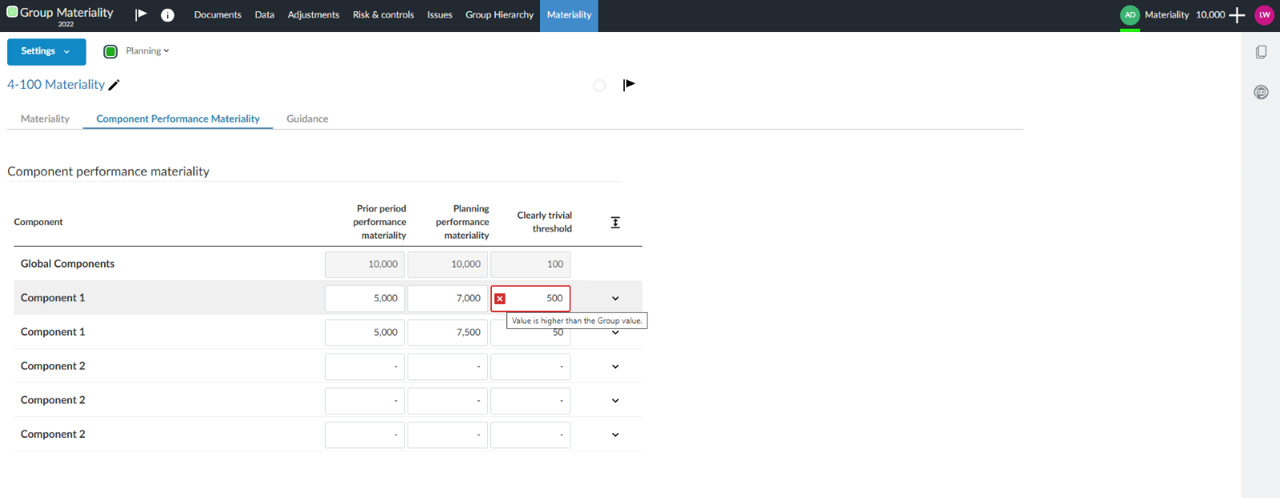 Group Materiality
2022
i
Documents Data Adjustments Risk & controls Issues Group Hierarchy Materiality
AD Materiality 10,000 LW
Settings Planning
4-100 Materiality
Materiality Component Performance Materiality Guidance
Component performance materiality
Component
Prior period performance materiality
Planning performance materiality
Clearly trivial threshold
Global Components 10,000 10,000 100
Component 1 5,000 7,000 500
Value is higher than the Group value.
Component 1 5,000 7,500 50
Component 2 - - -
Component 2 - - -
Component 2 - - -